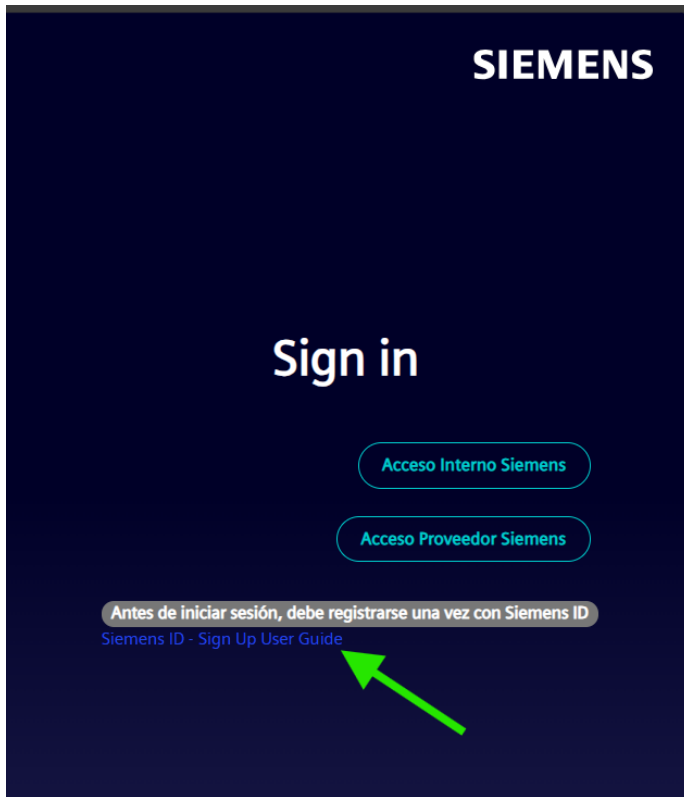 SIEMENS
Sign in
Acceso Interno Siemens
Acceso Proveedor Siemens
Antes de iniciar sesión, debe registrarse una vez con Siemens ID
Siemens ID - Sign Up User Guide